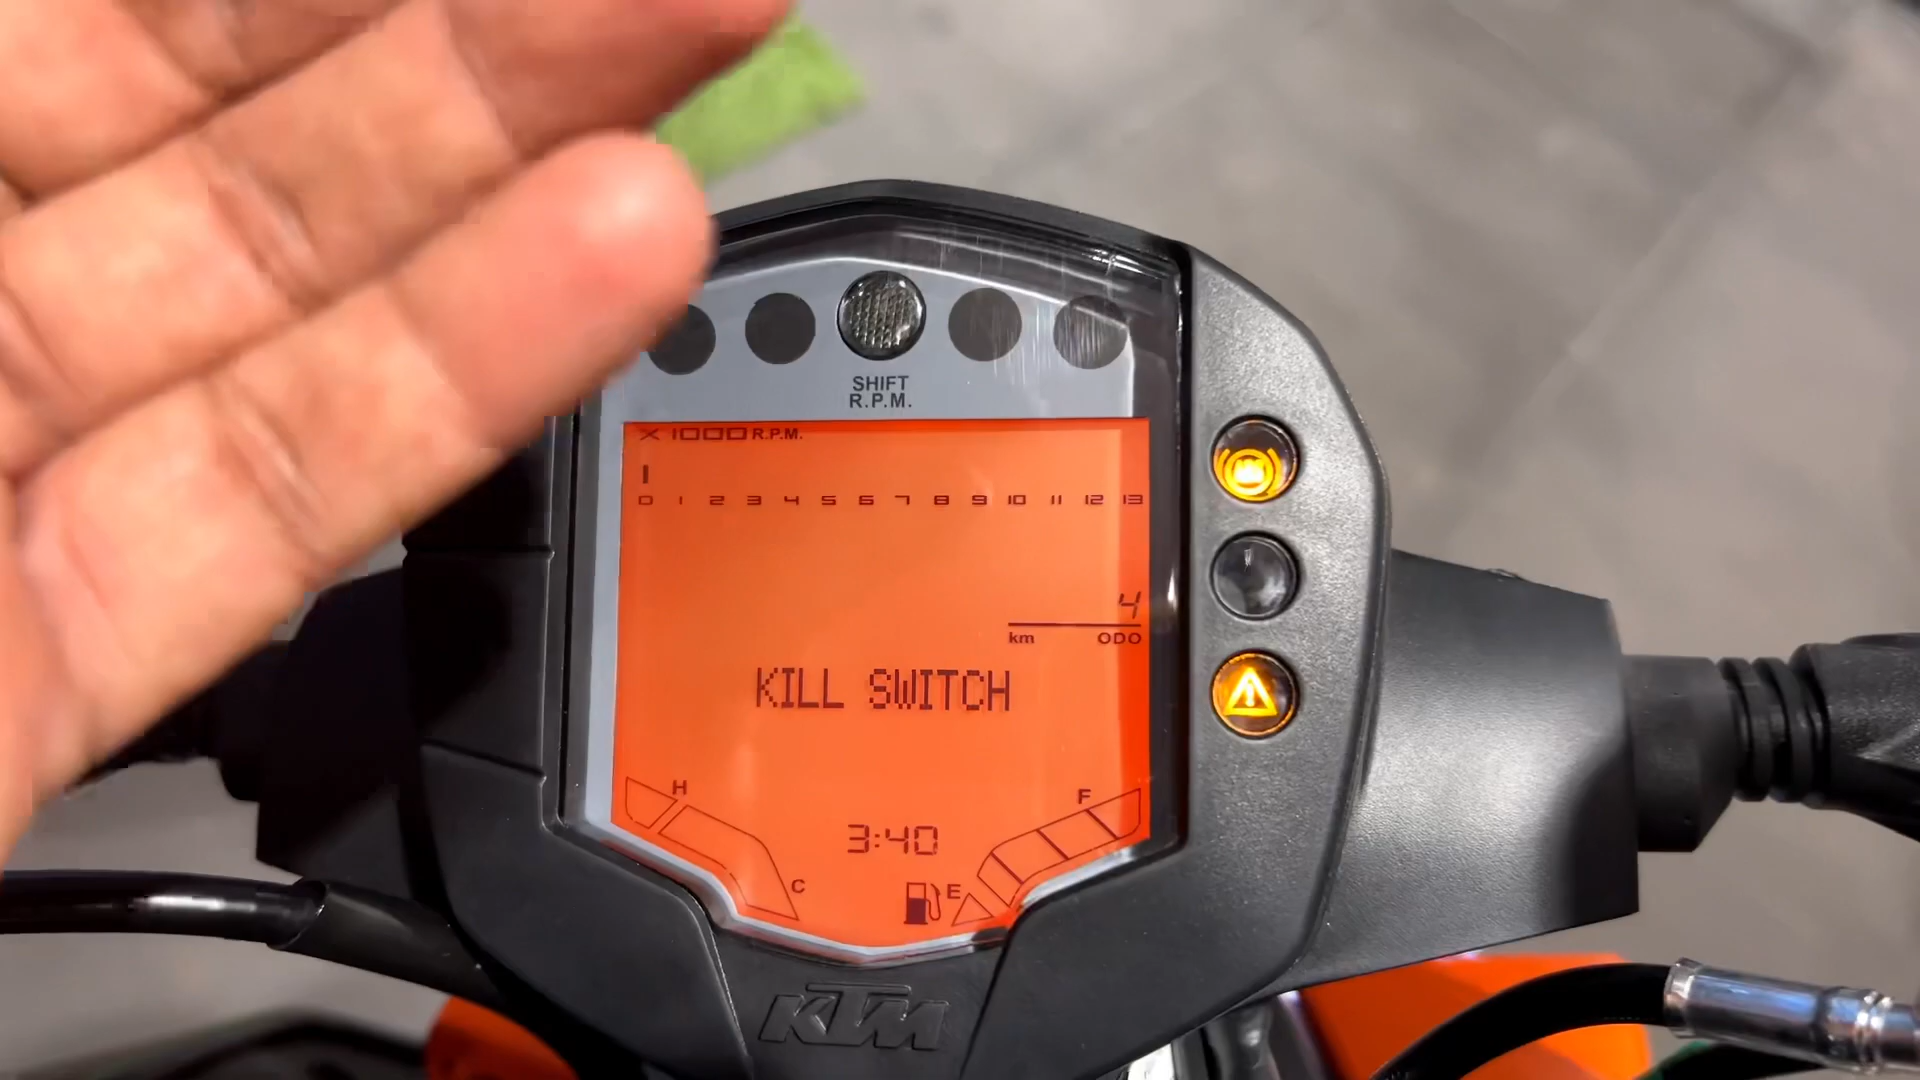 SHIFT
R.P.M.
X 1000 R.P.M.
0 1 2 3 4 5 6 7 8 9 10 11 12 13
4
km ODO
KILL SWITCH
H F
3:40
C E
KTM